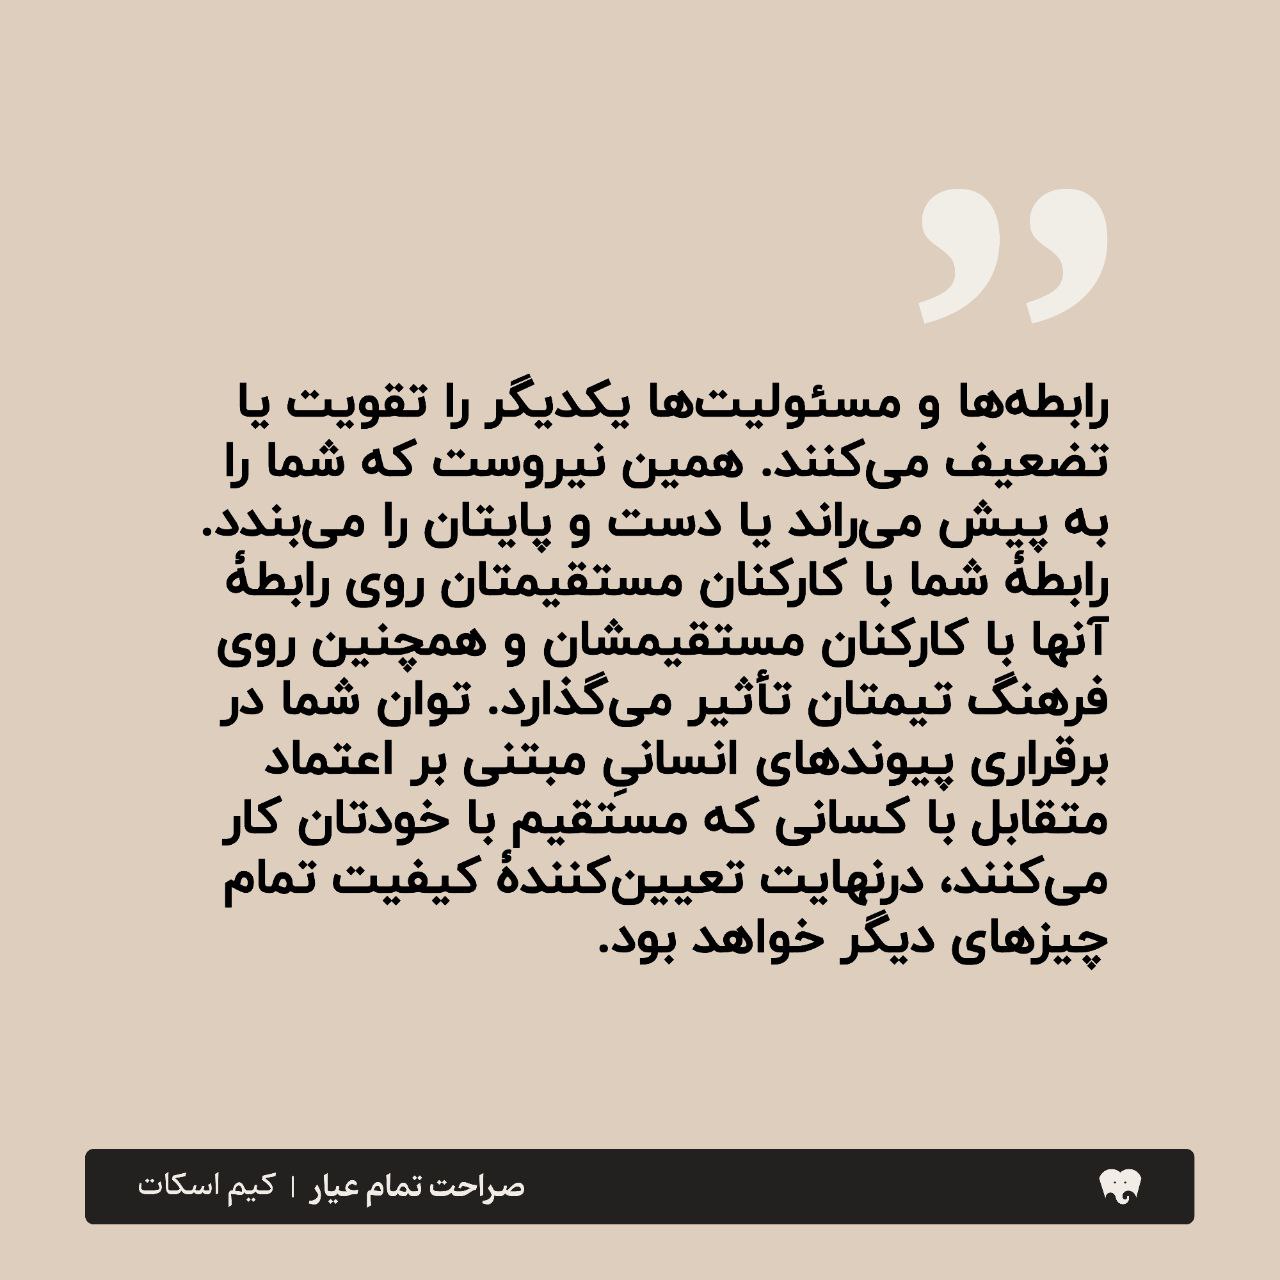 ”
رابطه‌ها و مسئولیت‌ها یکدیگر را تقویت یا
تضعیف می‌کنند. همین نیروست که شما را
به پیش می‌راند یا دست و پایتان را می‌بندد.
رابطهٔ شما با کارکنان مستقیمتان روی رابطهٔ
آنها با کارکنان مستقیمشان و همچنین روی
فرهنگ تیمتان تأثیر می‌گذارد. توان شما در
برقراری پیوندهای انسانیِ مبتنی بر اعتماد
متقابل با کسانی که مستقیم با خودتان کار
می‌کنند، درنهایت تعیین‌کنندهٔ کیفیت تمام
چیزهای دیگر خواهد بود.
صراحت تمام عیار | کیم اسکات